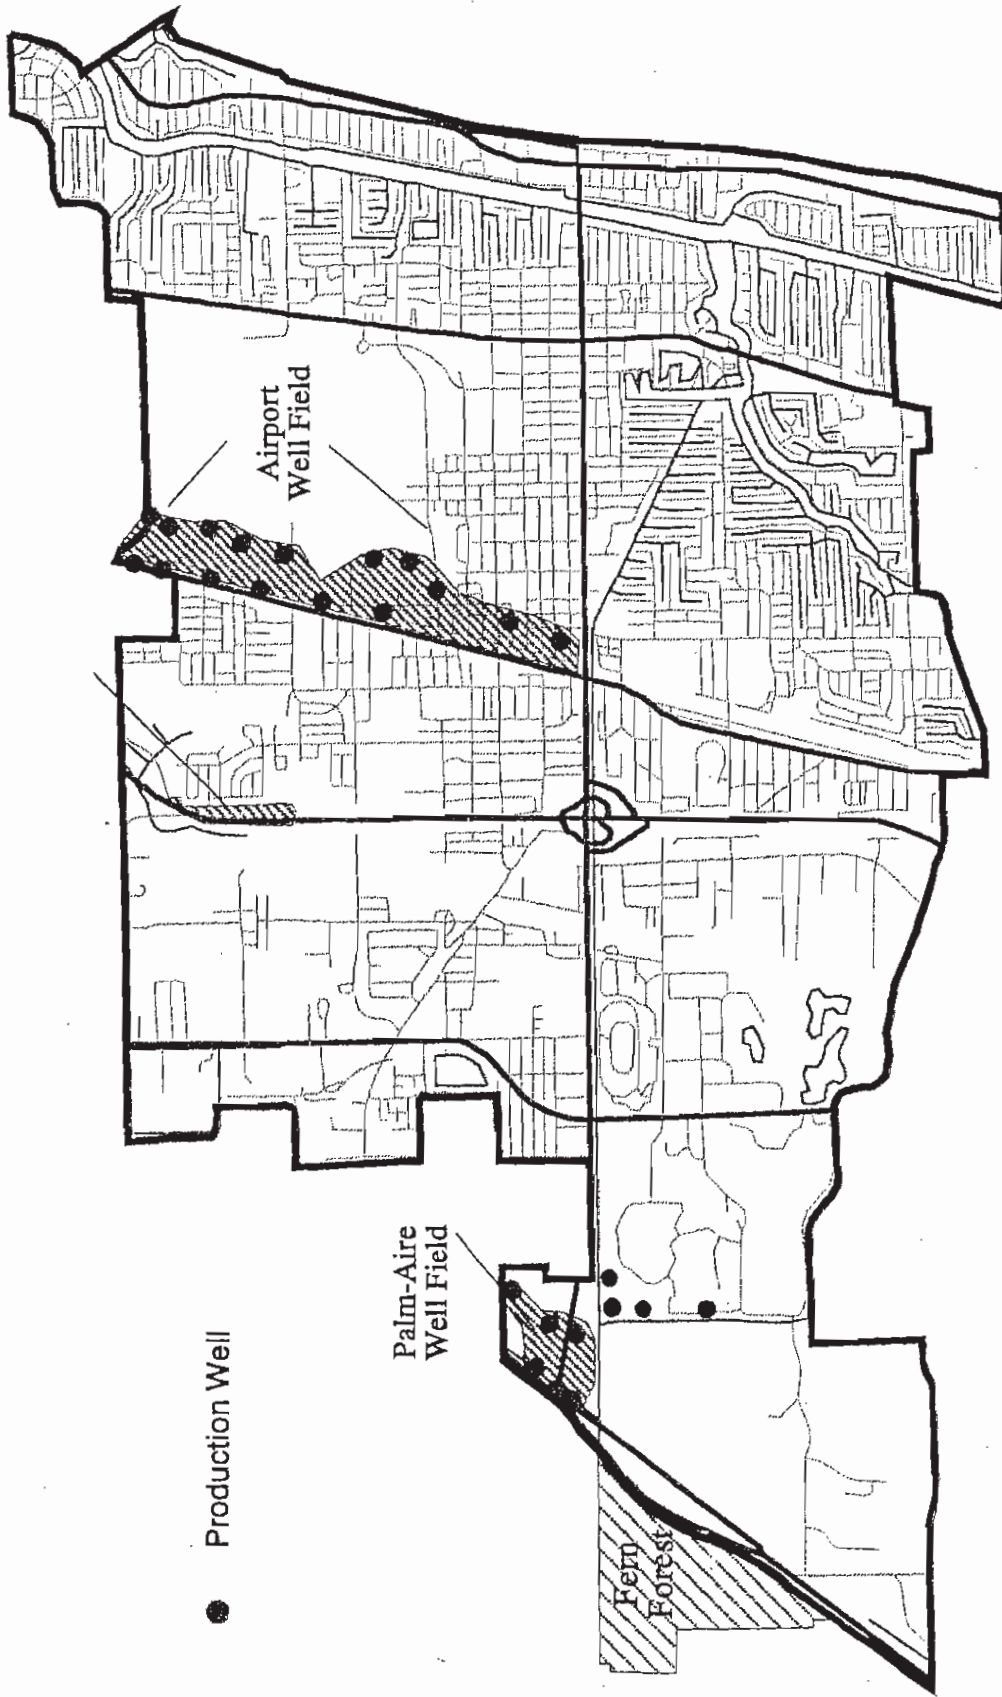 Production Well
Palm-Aire
Well Field
Airport
Well Field
Fern
Forest